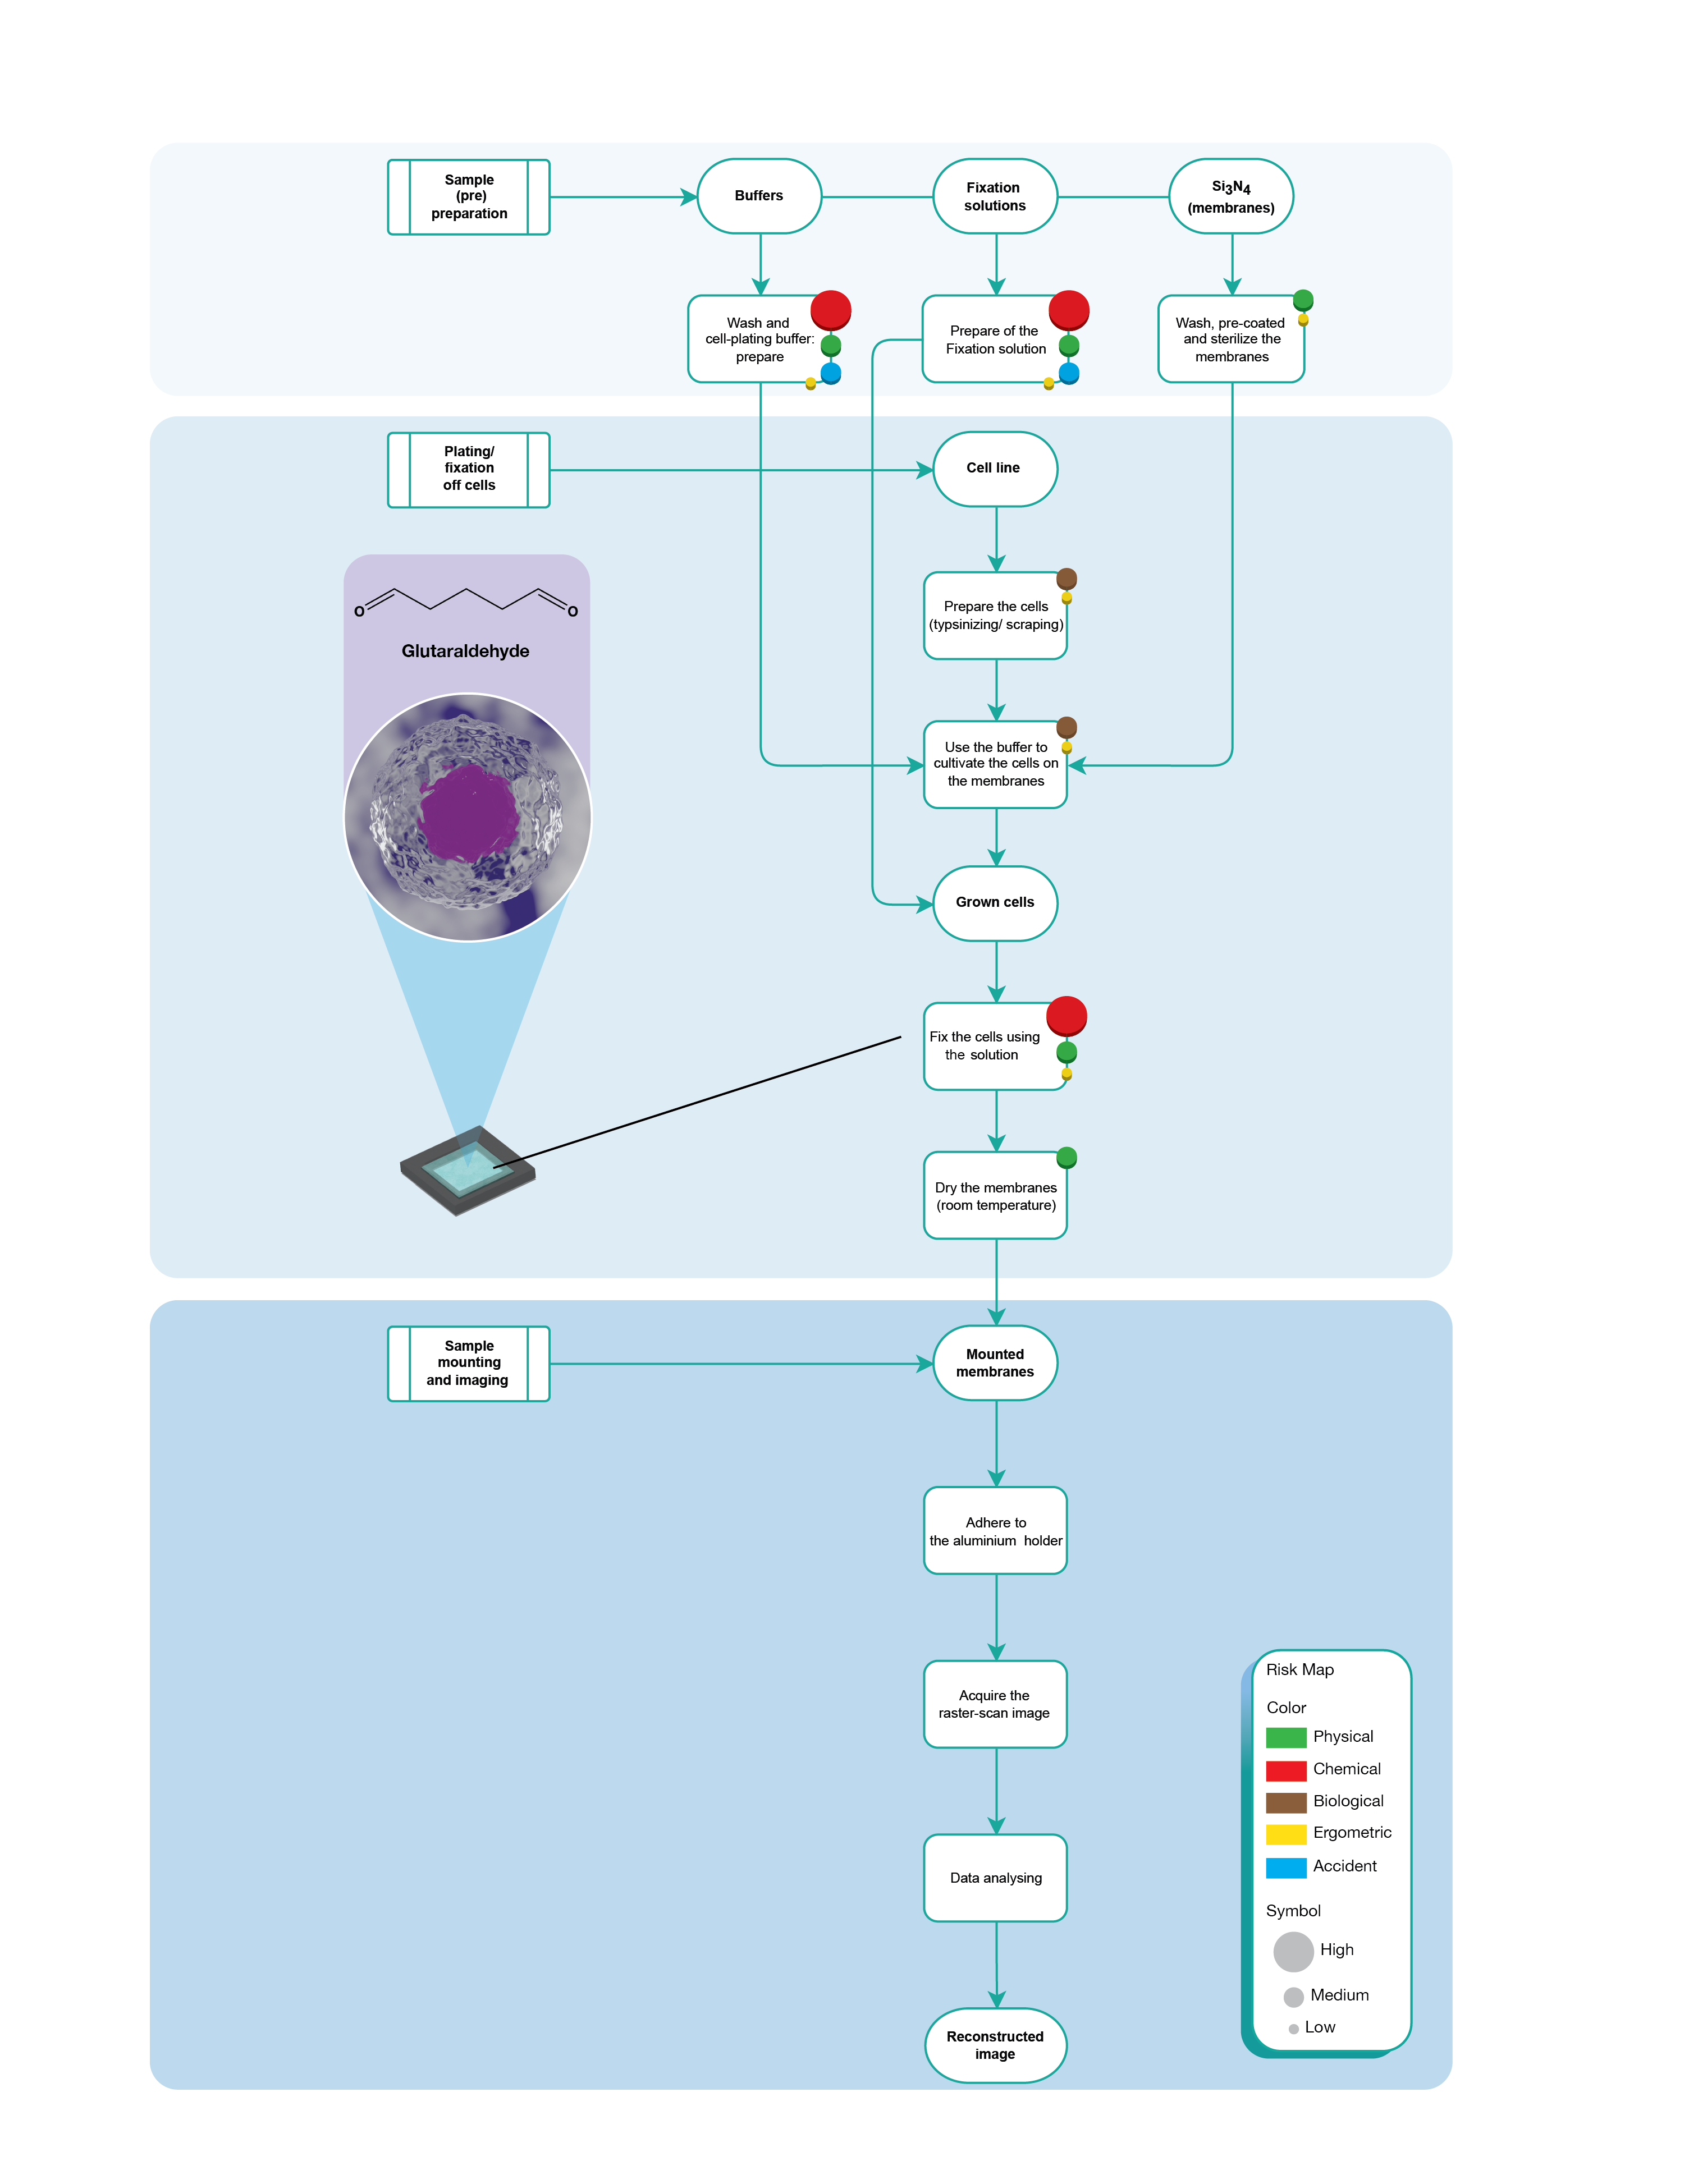 Sample
(pre)
preparation
Buffers
Fixation
solutions
Si3N4
(membranes)
Wash and
cell-plating buffer:
prepare
Prepare of the
Fixation solution
Wash, pre-coated
and sterilize the
membranes
Plating/
fixation
off cells
Cell line
O
O
Glutaraldehyde
Prepare the cells
(typsinizing/ scraping)
Use the buffer to
cultivate the cells on
the membranes
Grown cells
Fix the cells using
the solution
Dry the membranes
(room temperature)
Sample
mounting
and imaging
Mounted
membranes
Adhere to
the aluminium holder
Acquire the
raster-scan image
Data analysing
Reconstructed
image
Risk Map
Color
Physical
Chemical
Biological
Ergometric
Accident
Symbol
High
Medium
Low